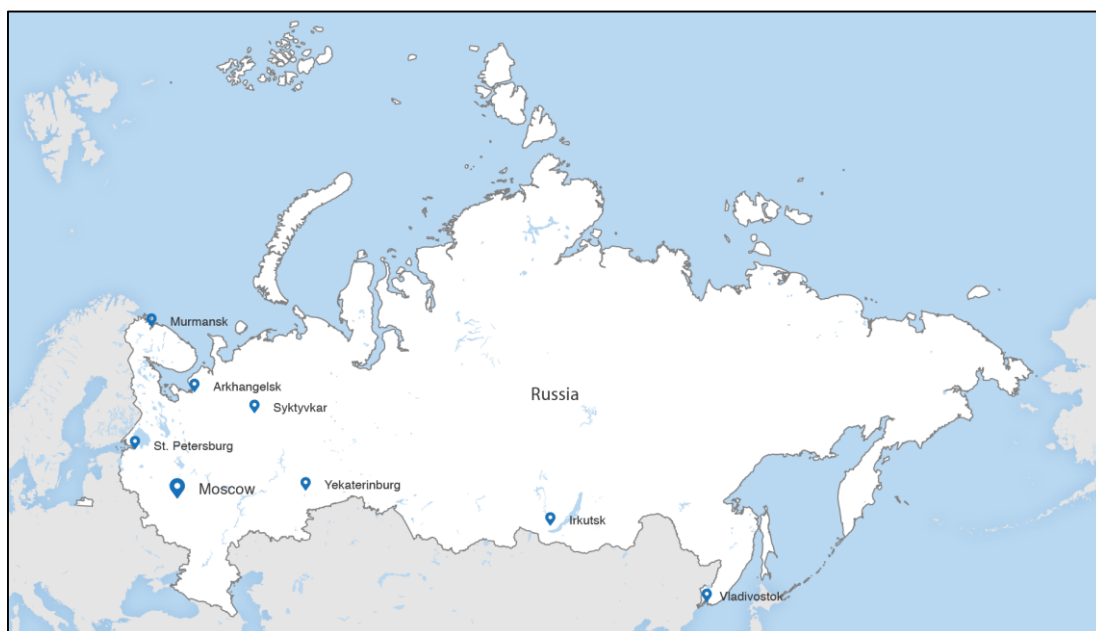 Murmansk
Arkhangelsk
Russia
Syktyvkar
St. Petersburg
Yekaterinburg
Moscow
Irkutsk
Vladivostok